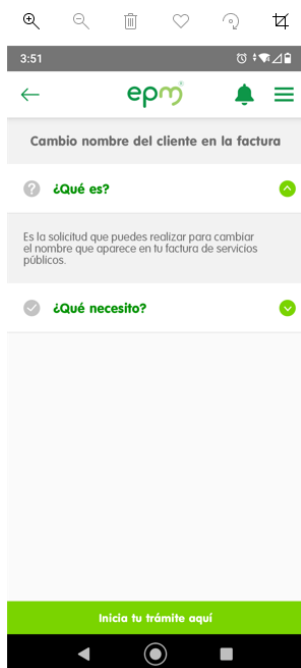 3:51
epm
Cambio nombre del cliente en la factura
¿Qué es?
Es la solicitud que puedes realizar para cambiar
el nombre que aparece en tu factura de servicios
públicos.
¿Qué necesito?
Inicia tu trámite aquí